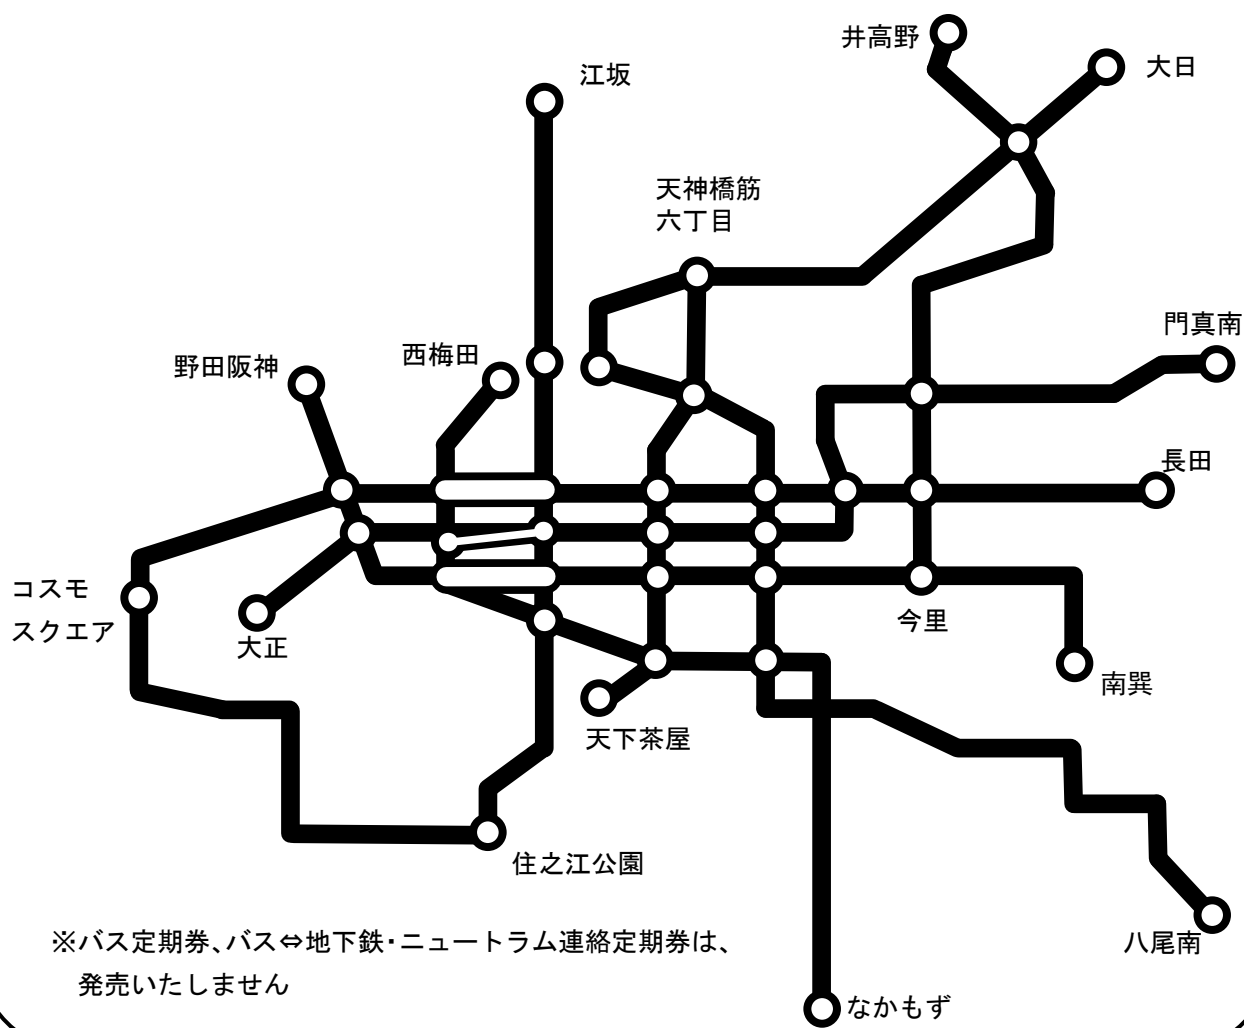 井高野
大日
江坂
天神橋筋
六丁目
門真南
西梅田
野田阪神
長田
コスモ
スクエア
大正
今里
南巽
天下茶屋
住之江公園
※バス定期券、バス⇔地下鉄・ニュートラム連絡定期券は、
発売いたしません
八尾南
なかもず